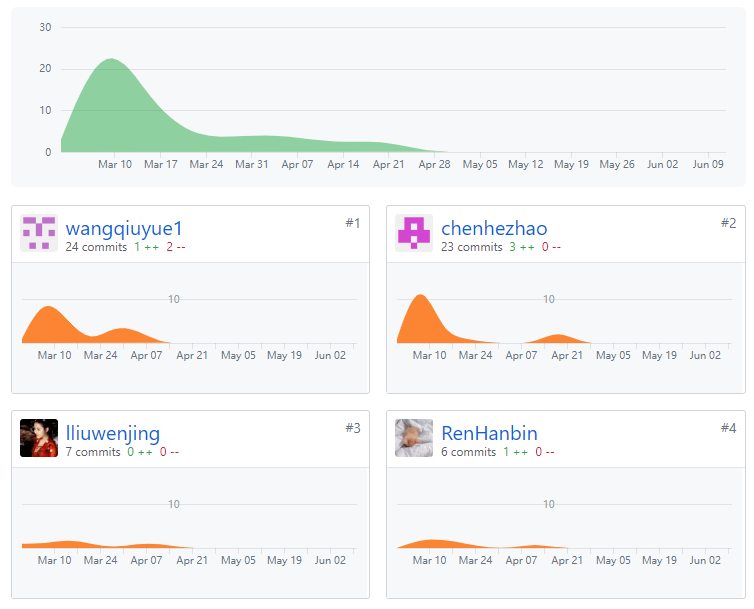 30
20
10
0
Mar 10 Mar 17 Mar 24 Mar 31 Apr 07 Apr 14 Apr 21 Apr 28 May 05 May 12 May 19 May 26 Jun 02 Jun 09
wangqiuyue1 #1
24 commits 1 ++ 2 --
10
Mar 10 Mar 24 Apr 07 Apr 21 May 05 May 19 Jun 02
chenhezhao #2
23 commits 3 ++ 0 --
10
Mar 10 Mar 24 Apr 07 Apr 21 May 05 May 19 Jun 02
lliuwenjing #3
7 commits 0 ++ 0 --
10
Mar 10 Mar 24 Apr 07 Apr 21 May 05 May 19 Jun 02
RenHanbin #4
6 commits 1 ++ 0 --
10
Mar 10 Mar 24 Apr 07 Apr 21 May 05 May 19 Jun 02